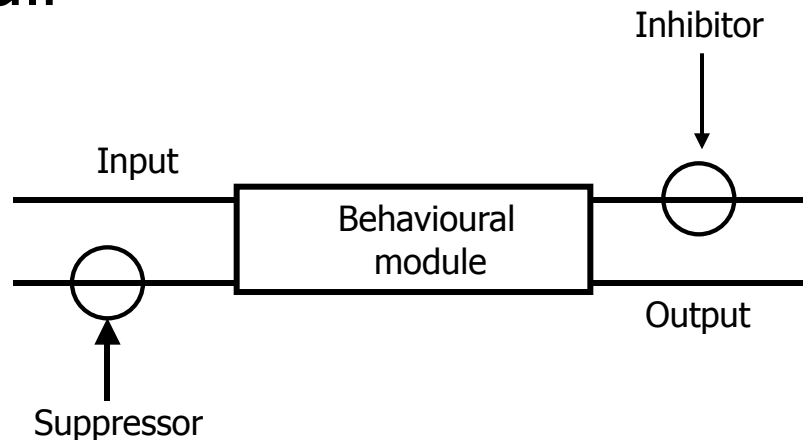 Inhibitor
Input
Behavioural
module
Output
Suppressor